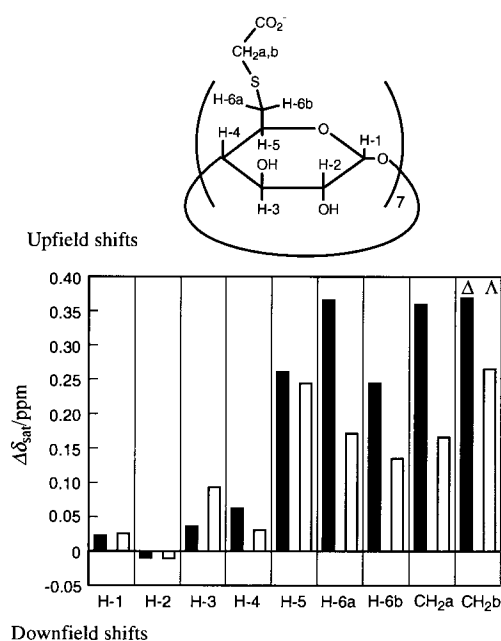 CO₂⁻
CH₂a,b
S
H-6a H-6b
H-4 O H-1
H-5 O
OH H-2
H-3 OH 7
Upfield shifts
0.40 Δ Λ
0.35
0.30
0.25
0.20
0.15
0.10
0.05
0
-0.05
Δδsat/ppm
H-1 H-2 H-3 H-4 H-5 H-6a H-6b CH₂a CH₂b
Downfield shifts